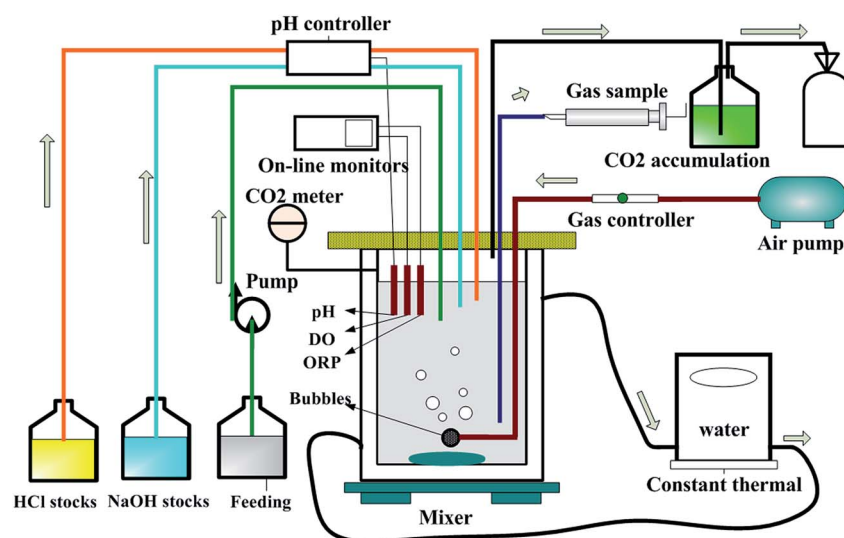 pH controller
Gas sample
On-line monitors
CO2 accumulation
CO2 meter
Gas controller
Air pump
Pump
pH
DO
ORP
Bubbles
water
HCl stocks
NaOH stocks
Feeding
Constant thermal
Mixer